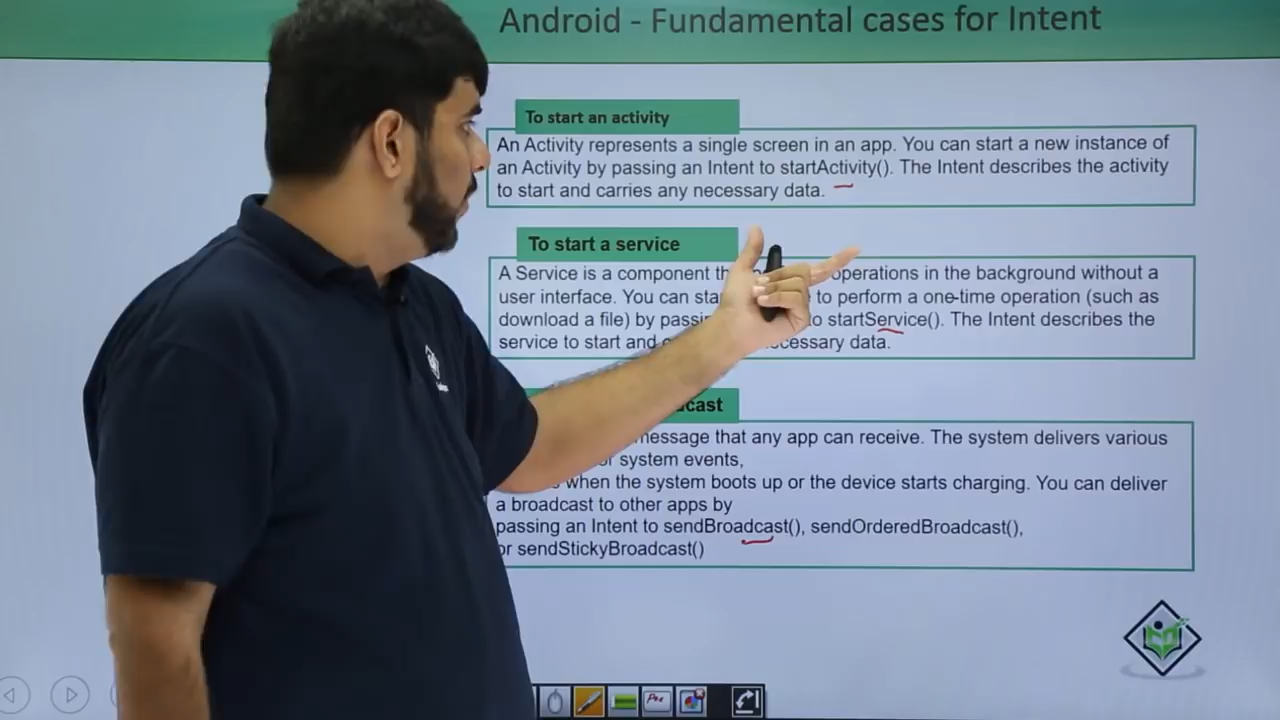 Android - Fundamental cases for Intent
To start an activity
An Activity represents a single screen in an app. You can start a new instance of
an Activity by passing an Intent to startActivity(). The Intent describes the activity
to start and carries any necessary data.
To start a service
A Service is a component operations in the background without a
user interface. You can to perform a one-time operation (such as
download a file) by startService(). The Intent describes the
service to start and data.
message that any app can receive. The system delivers various
system events,
when the system boots up or the device starts charging. You can deliver
a broadcast to other apps by
passing an Intent to sendBroadcast(), sendOrderedBroadcast(),
or sendStickyBroadcast()